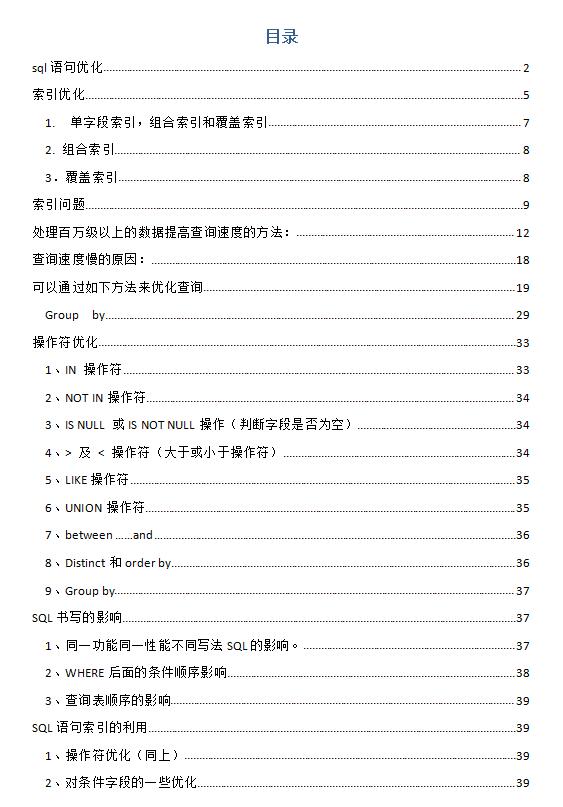 目录
sql 语句优化 2
索引优化 5
1. 单字段索引，组合索引和覆盖索引 7
2. 组合索引 8
3．覆盖索引 8
索引问题 9
处理百万级以上的数据提高查询速度的方法： 12
查询速度慢的原因： 18
可以通过如下方法来优化查询 19
Group by 29
操作符优化 33
1、IN 操作符 33
2、NOT IN 操作符 34
3、IS NULL 或 IS NOT NULL 操作（判断字段是否为空） 34
4、> 及 < 操作符（大于或小于操作符） 34
5、LIKE 操作符 35
6、UNION 操作符 35
7、between ......and 36
8、Distinct 和 order by 36
9、Group by 37
SQL 书写的影响 37
1、同一功能同一性能不同写法 SQL 的影响。 37
2、WHERE 后面的条件顺序影响 38
3、查询表顺序的影响 39
SQL 语句索引的利用 39
1、操作符优化（同上） 39
2、对条件字段的一些优化 39